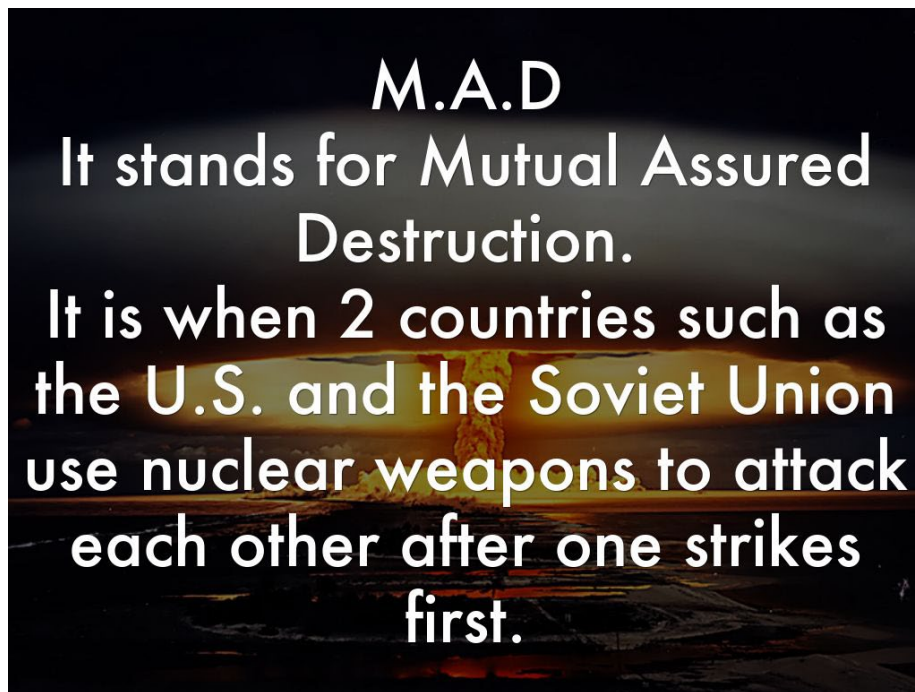 M.A.D
It stands for Mutual Assured
Destruction.
It is when 2 countries such as
the U.S. and the Soviet Union
use nuclear weapons to attack
each other after one strikes
first.